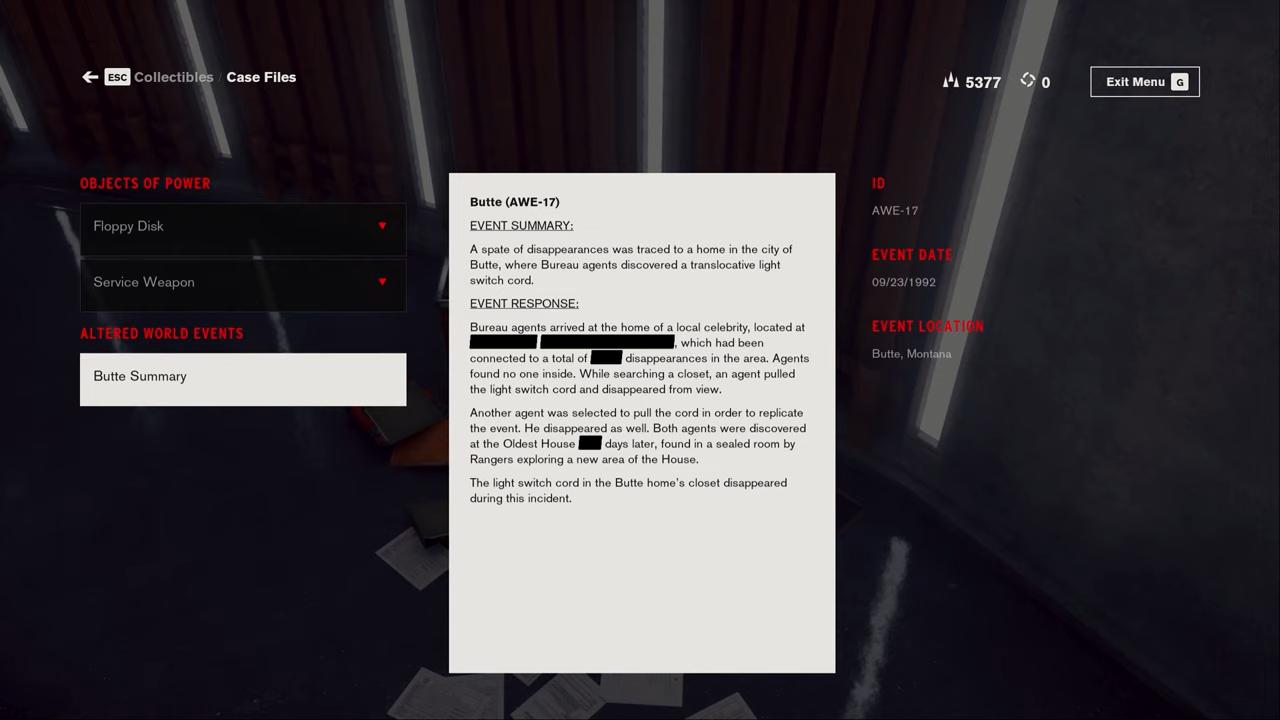 ESC Collectibles / Case Files
5377
0
Exit Menu G
OBJECTS OF POWER
Floppy Disk
Service Weapon
ALTERED WORLD EVENTS
Butte Summary
Butte (AWE-17)
EVENT SUMMARY:
A spate of disappearances was traced to a home in the city of
Butte, where Bureau agents discovered a translocative light
switch cord.
EVENT RESPONSE:
Bureau agents arrived at the home of a local celebrity, located at
, which had been
connected to a total of disappearances in the area. Agents
found no one inside. While searching a closet, an agent pulled
the light switch cord and disappeared from view.
Another agent was selected to pull the cord in order to replicate
the event. He disappeared as well. Both agents were discovered
at the Oldest House days later, found in a sealed room by
Rangers exploring a new area of the House.
The light switch cord in the Butte home's closet disappeared
during this incident.
ID
AWE-17
EVENT DATE
09/23/1992
EVENT LOCATION
Butte, Montana